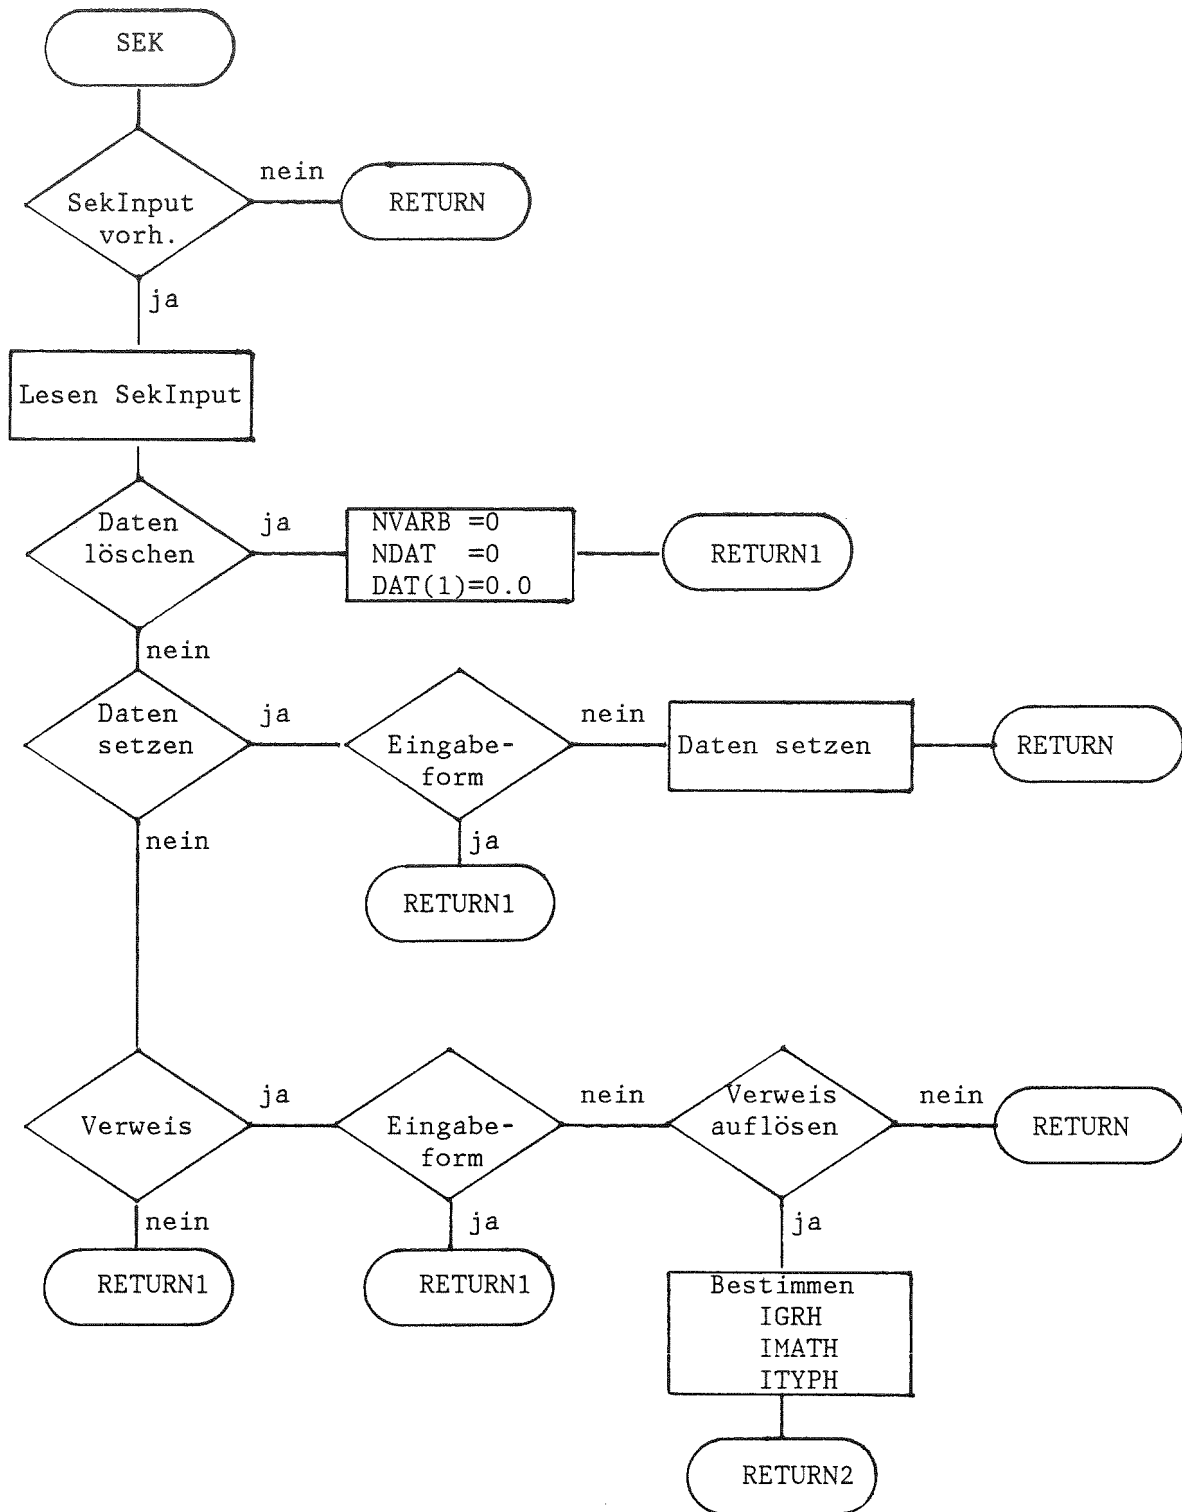 SEK
nein
SekInput
vorh.
RETURN
ja
Lesen SekInput
Daten
löschen
ja
NVARB =0
NDAT  =0
DAT(1)=0.0
RETURN1
nein
Daten
setzen
ja
Eingabe-
form
nein
Daten setzen
RETURN
nein
ja
RETURN1
Verweis
ja
Eingabe-
form
nein
Verweis
auflösen
nein
RETURN
nein
RETURN1
ja
RETURN1
ja
Bestimmen
IGRH
IMATH
ITYPH
RETURN2